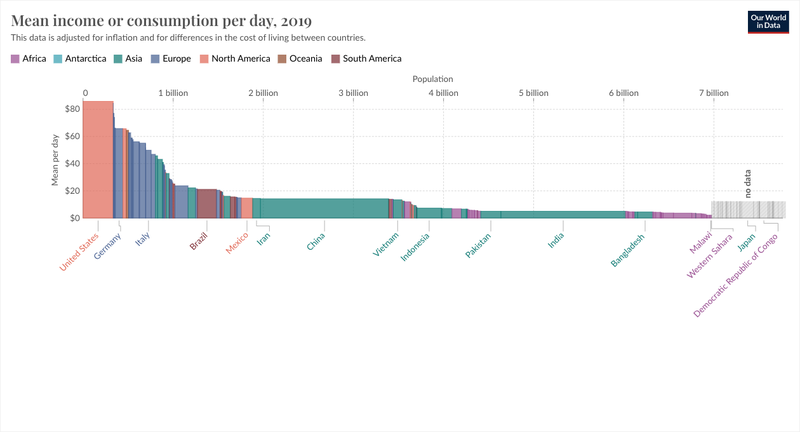 Mean income or consumption per day, 2019
This data is adjusted for inflation and for differences in the cost of living between countries.
Our World
in Data
Africa
Antarctica
Asia
Europe
North America
Oceania
South America
Population
0
1 billion
2 billion
3 billion
4 billion
5 billion
6 billion
7 billion
Mean per day
$80
$60
$40
$20
$0
no data
United States
Germany
Italy
Brazil
Mexico
Iran
China
Vietnam
Indonesia
Pakistan
India
Bangladesh
Malawi
Western Sahara
Japan
Democratic Republic of Congo